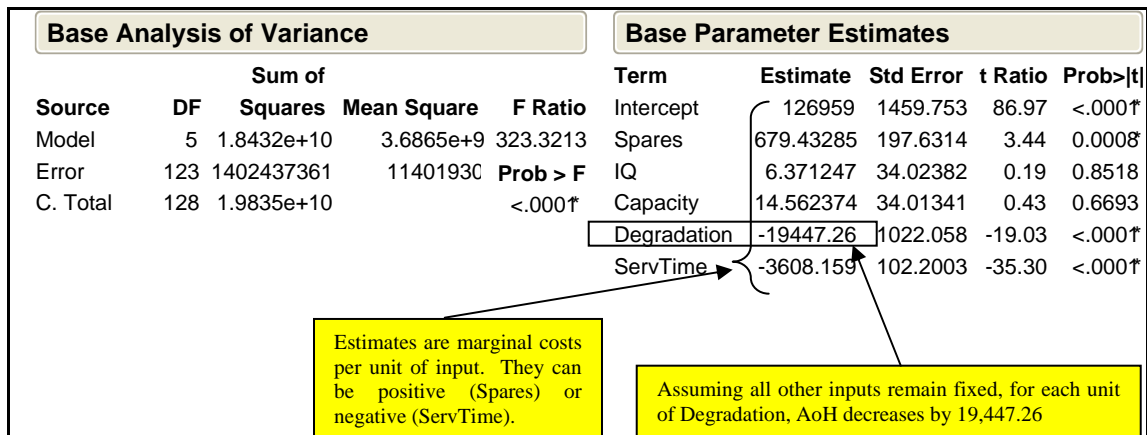 Base Analysis of Variance
Sum of
Source DF Squares Mean Square F Ratio
Model 5 1.8432e+10 3.6865e+9 323.3213
Error 123 1402437361 11401930 Prob > F
C. Total 128 1.9835e+10 <.0001*
Base Parameter Estimates
Term Estimate Std Error t Ratio Prob>|t|
Intercept 126959 1459.753 86.97 <.0001*
Spares 679.43285 197.6314 3.44 0.0008*
IQ 6.371247 34.02382 0.19 0.8518
Capacity 14.562374 34.01341 0.43 0.6693
Degradation -19447.26 1022.058 -19.03 <.0001*
ServTime -3608.159 102.2003 -35.30 <.0001*
Estimates are marginal costs
per unit of input. They can
be positive (Spares) or
negative (ServTime).
Assuming all other inputs remain fixed, for each unit
of Degradation, AoH decreases by 19,447.26